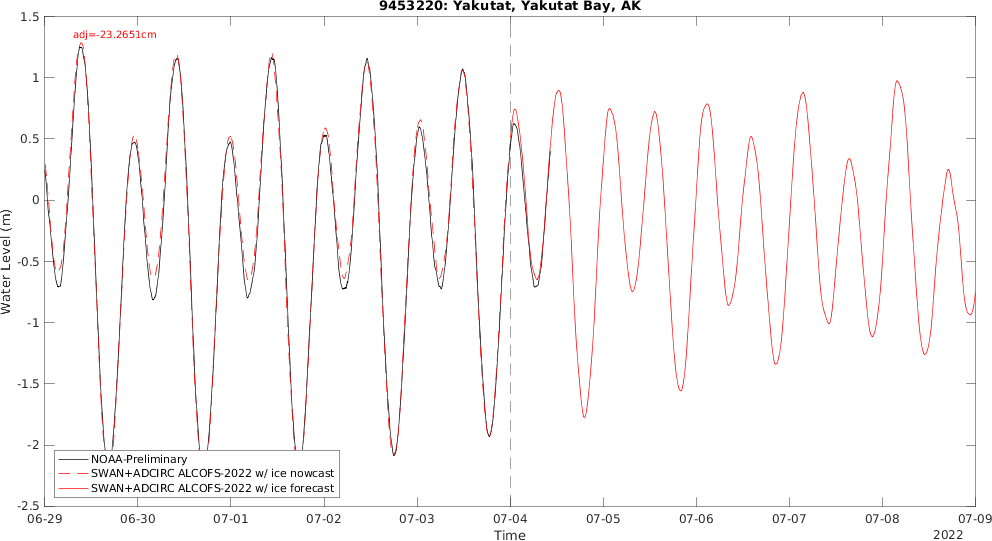 9453220: Yakutat, Yakutat Bay, AK
adj=-23.2651cm
1.5
1
0.5
0
-0.5
-1
-1.5
-2
-2.5
Water Level (m)
NOAA-Preliminary
SWAN+ADCIRC ALCOFS-2022 w/ ice nowcast
SWAN+ADCIRC ALCOFS-2022 w/ ice forecast
06-29 06-30 07-01 07-02 07-03 07-04 07-05 07-06 07-07 07-08 07-09
Time
2022